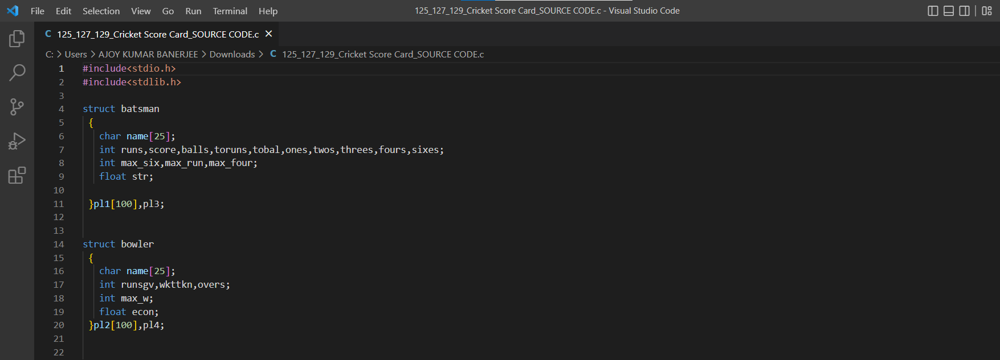 File Edit Selection View Go Run Terminal Help 125_127_129_Cricket Score Card_SOURCE CODE.c - Visual Studio Code
C 125_127_129_Cricket Score Card_SOURCE CODE.c ×
C: > Users > AJOY KUMAR BANERJEE > Downloads > C 125_127_129_Cricket Score Card_SOURCE CODE.c
1 #include<stdio.h>
2 #include<stdlib.h>
3
4 struct batsman
5 {
6 char name[25];
7 int runs,score,balls,toruns,tobal,ones,twos,threes,fours,sixes;
8 int max_six,max_run,max_four;
9 float str;
10
11 }pl1[100],pl3;
12
13
14 struct bowler
15 {
16 char name[25];
17 int runsgv,wkttkn,overs;
18 int max_w;
19 float econ;
20 }pl2[100],pl4;
21
22